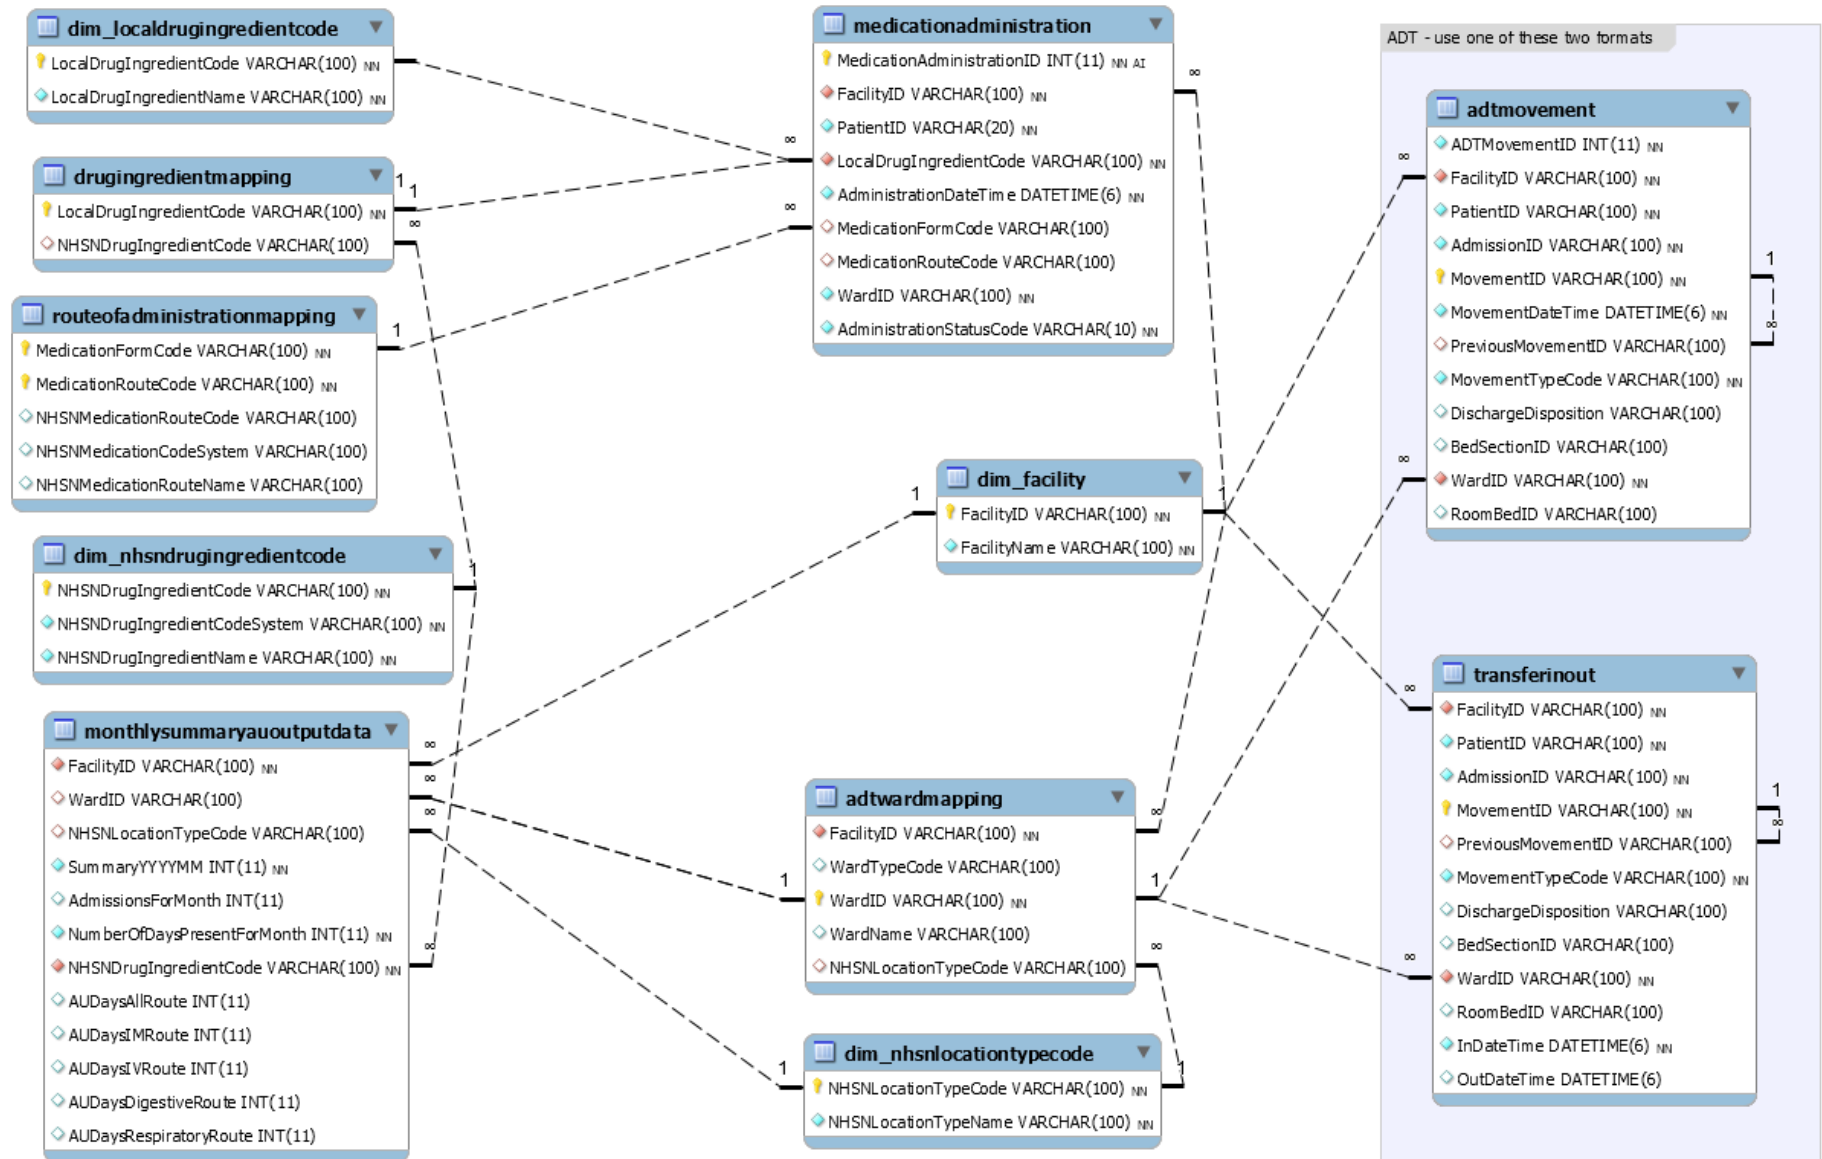 dim_localdrugingredientcode
LocalDrugIngredientCode VARCHAR(100) NN
LocalDrugIngredientName VARCHAR(100) NN
drugingredientmapping
LocalDrugIngredientCode VARCHAR(100) NN
NHSNDrugIngredientCode VARCHAR(100)
1
1
∞
routeofadministrationmapping
MedicationFormCode VARCHAR(100) NN
MedicationRouteCode VARCHAR(100) NN
NHSNMedicationRouteCode VARCHAR(100)
NHSNMedicationCodeSystem VARCHAR(100)
NHSNMedicationRouteName VARCHAR(100)
1
dim_nhsndrugingredientcode
NHSNDrugIngredientCode VARCHAR(100) NN
NHSNDrugIngredientCodeSystem VARCHAR(100) NN
NHSNDrugIngredientName VARCHAR(100) NN
1
monthlysummaryauoutputdata
FacilityID VARCHAR(100) NN
WardID VARCHAR(100)
NHSNLocationTypeCode VARCHAR(100)
SummaryYYYYMM INT(11) NN
AdmissionsForMonth INT(11)
NumberOfDaysPresentForMonth INT(11) NN
NHSNDrugIngredientCode VARCHAR(100) NN
AUDaysAllRoute INT(11)
AUDaysIMRoute INT(11)
AUDaysIVRoute INT(11)
AUDaysDigestiveRoute INT(11)
AUDaysRespiratoryRoute INT(11)
∞
∞
∞
∞
medicationadministration
MedicationAdministrationID INT(11) NN AI
FacilityID VARCHAR(100) NN
PatientID VARCHAR(20) NN
LocalDrugIngredientCode VARCHAR(100) NN
AdministrationDateTime DATETIME(6) NN
MedicationFormCode VARCHAR(100)
MedicationRouteCode VARCHAR(100)
WardID VARCHAR(100) NN
AdministrationStatusCode VARCHAR(10) NN
∞
∞
∞
dim_facility
FacilityID VARCHAR(100) NN
FacilityName VARCHAR(100) NN
1
1
adtwardmapping
FacilityID VARCHAR(100) NN
WardTypeCode VARCHAR(100)
WardID VARCHAR(100) NN
WardName VARCHAR(100)
NHSNLocationTypeCode VARCHAR(100)
1
∞
1
∞
dim_nhsnlocationtypecode
NHSNLocationTypeCode VARCHAR(100) NN
NHSNLocationTypeName VARCHAR(100) NN
1
1
ADT - use one of these two formats
adtmovement
ADTMovementID INT(11) NN
FacilityID VARCHAR(100) NN
PatientID VARCHAR(100) NN
AdmissionID VARCHAR(100) NN
MovementID VARCHAR(100) NN
MovementDateTime DATETIME(6) NN
PreviousMovementID VARCHAR(100)
MovementTypeCode VARCHAR(100) NN
DischargeDisposition VARCHAR(100)
BedSectionID VARCHAR(100)
WardID VARCHAR(100) NN
RoomBedID VARCHAR(100)
∞
∞
1
∞
transferinout
FacilityID VARCHAR(100) NN
PatientID VARCHAR(100) NN
AdmissionID VARCHAR(100) NN
MovementID VARCHAR(100) NN
PreviousMovementID VARCHAR(100)
MovementTypeCode VARCHAR(100) NN
DischargeDisposition VARCHAR(100)
BedSectionID VARCHAR(100)
WardID VARCHAR(100) NN
RoomBedID VARCHAR(100)
InDateTime DATETIME(6) NN
OutDateTime DATETIME(6)
∞
∞
1
∞